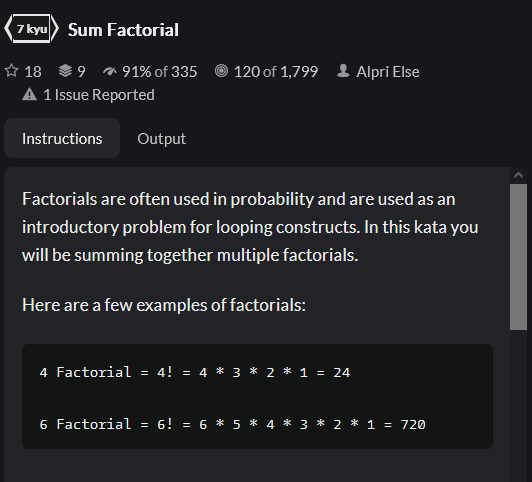 7 kyu Sum Factorial
18 9 91% of 335 120 of 1,799 Alpri Else
1 Issue Reported
Instructions Output
Factorials are often used in probability and are used as an
introductory problem for looping constructs. In this kata you
will be summing together multiple factorials.
Here are a few examples of factorials:
4 Factorial = 4! = 4 * 3 * 2 * 1 = 24
6 Factorial = 6! = 6 * 5 * 4 * 3 * 2 * 1 = 720